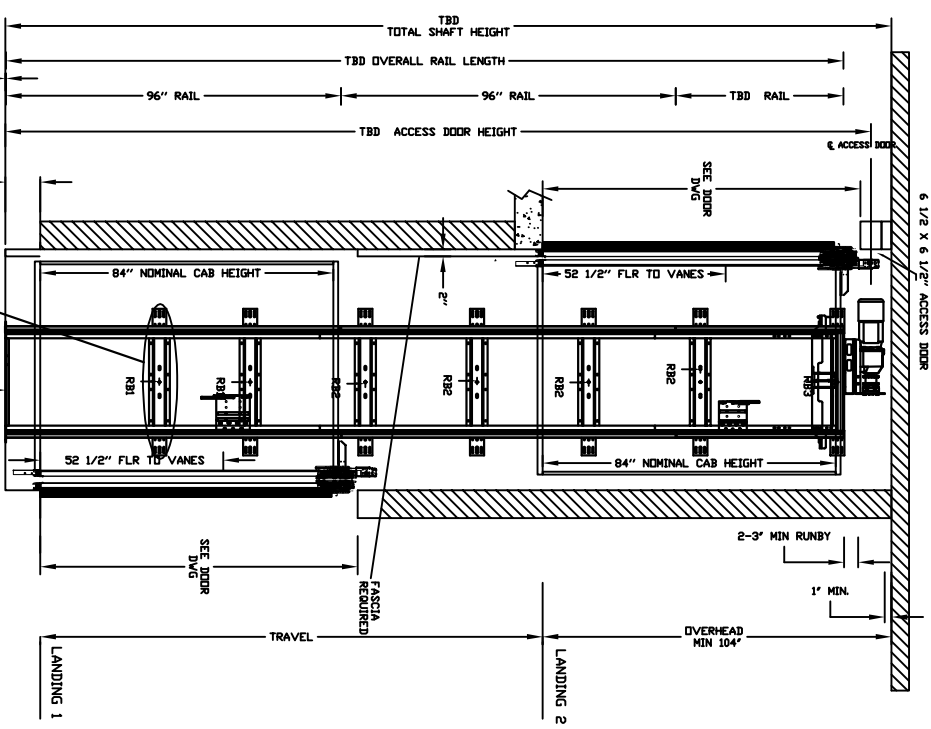 TBD
TOTAL SHAFT HEIGHT
TBD OVERALL RAIL LENGTH
96" RAIL
96" RAIL
TBD RAIL
TBD ACCESS DOOR HEIGHT
℄ ACCESS DOOR
SEE DOOR
DWG
6 1/2 X 6 1/2" ACCESS DOOR
84" NOMINAL CAB HEIGHT
2"
52 1/2" FLR TO VANES
RB1
RB2
RB2
RB2
RB2
52 1/2" FLR TO VANES
84" NOMINAL CAB HEIGHT
2-3" MIN RUNBY
SEE DOOR
DWG
FASCIA
REQUIRED
1" MIN.
TRAVEL
OVERHEAD
MIN 104"
LANDING 1
LANDING 2